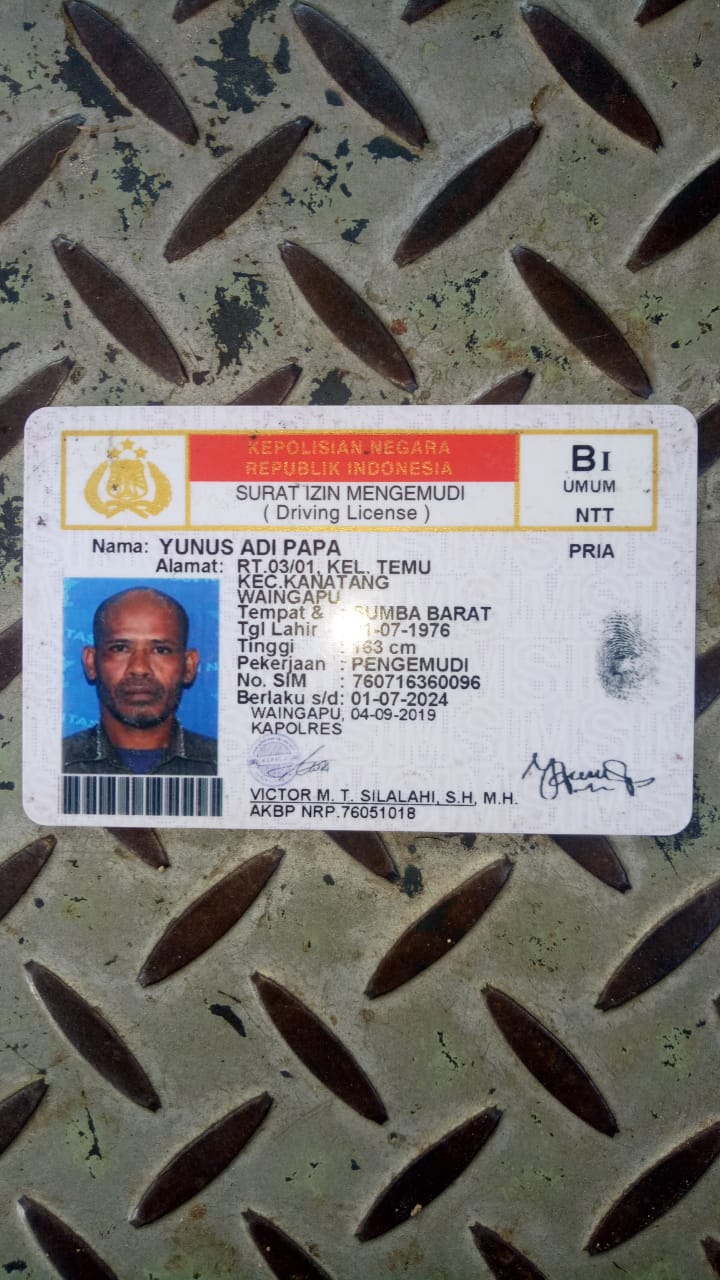 KEPOLISIAN NEGARA
REPUBLIK INDONESIA
SURAT IZIN MENGEMUDI
( Driving License )
BI
UMUM
NTT
Nama: YUNUS ADI PAPA
PRIA
Alamat: RT.03/01, KEL. TEMU
KEC.KANATANG
WAINGAPU
Tempat & : SUMBA BARAT
Tgl Lahir 1-07-1976
Tinggi : 163 cm
Pekerjaan : PENGEMUDI
No. SIM : 760716360096
Berlaku s/d: 01-07-2024
WAINGAPU, 04-09-2019
KAPOLRES
VICTOR M. T. SILALAHI, S.H, M.H.
AKBP NRP.76051018